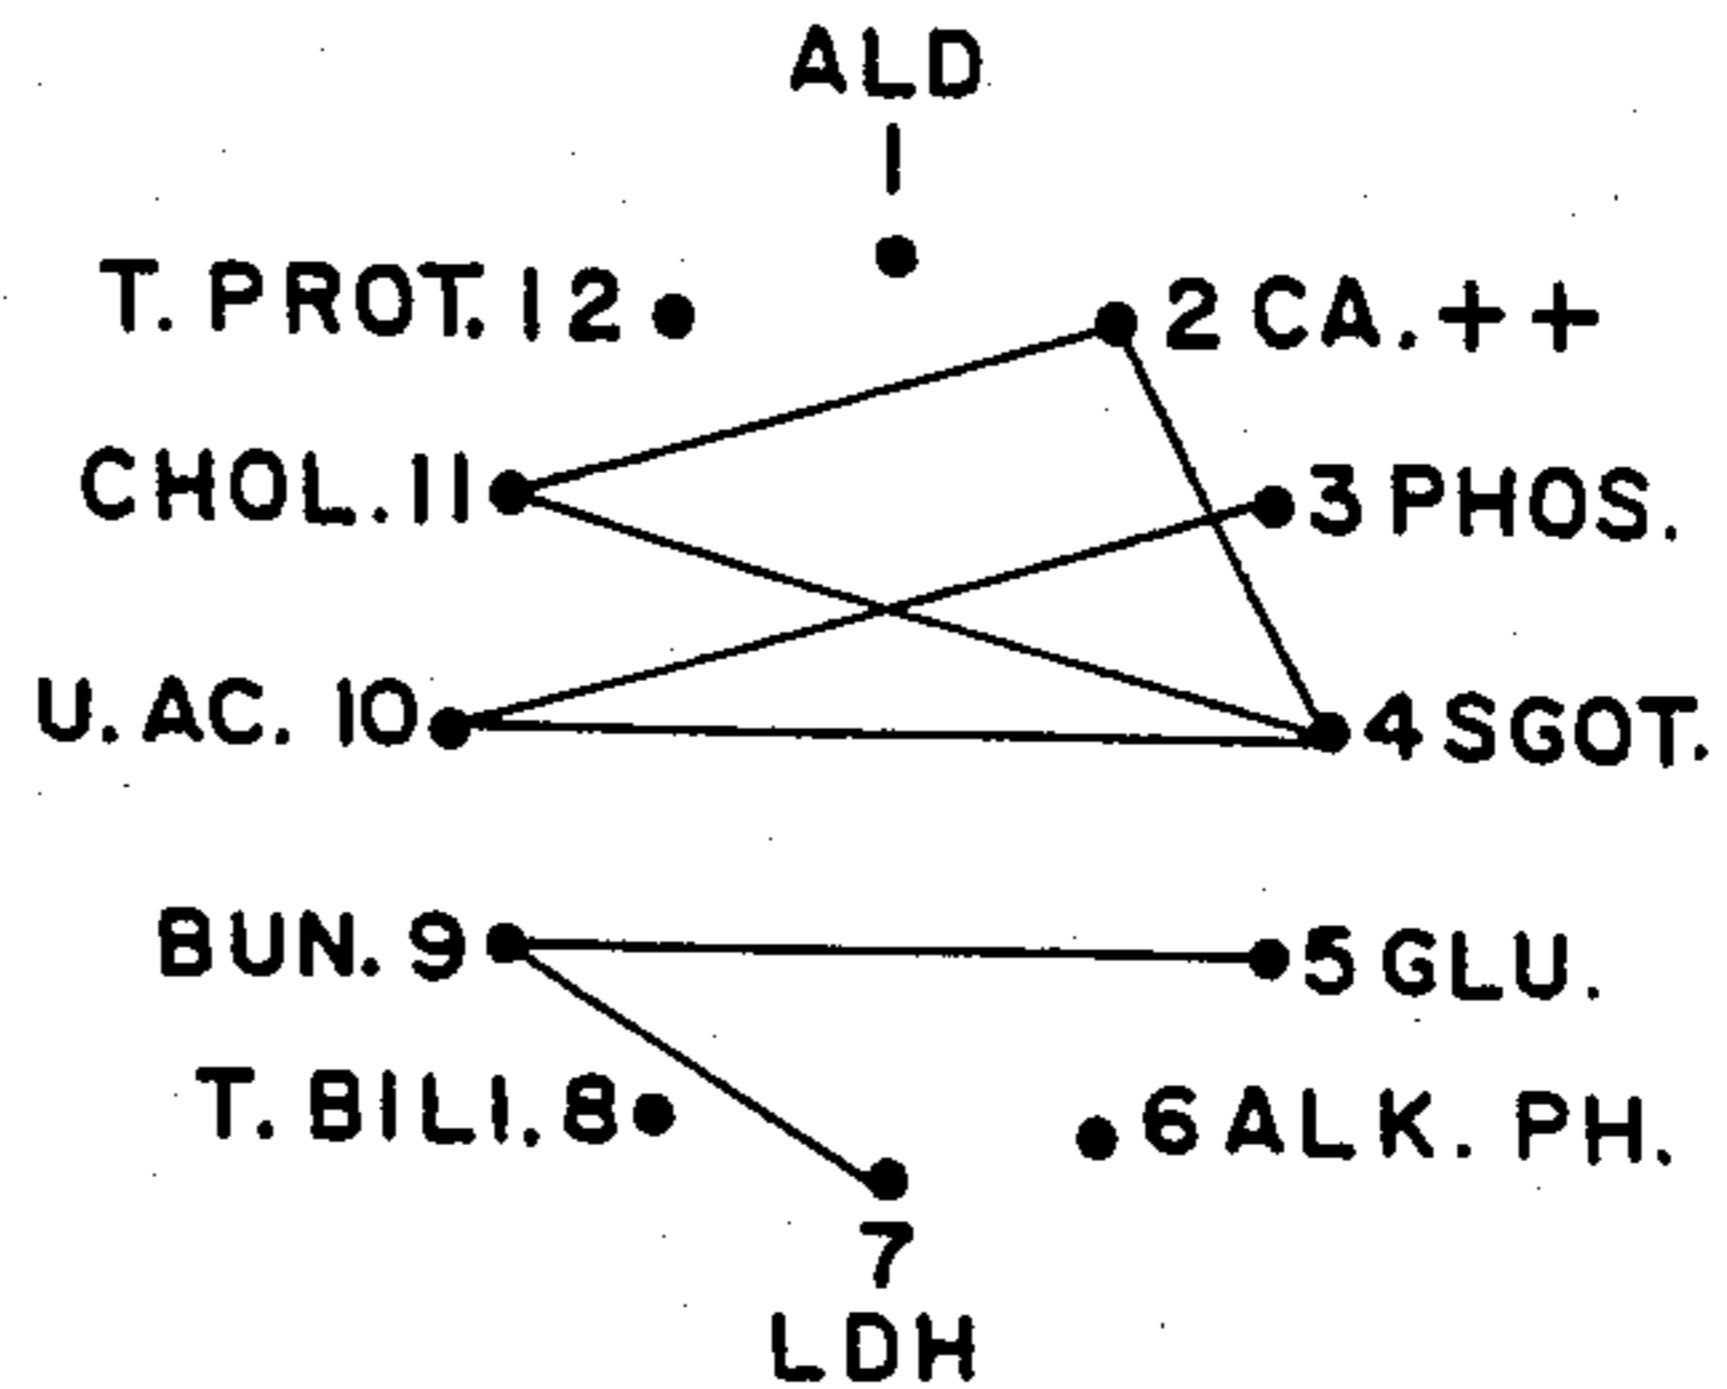 ALD
1
T. PROT. 12
2 CA. ++
CHOL. 11
3 PHOS.
U. AC. 10
4 SGOT.
BUN. 9
5 GLU.
T. BILI. 8
6 ALK. PH.
7
LDH